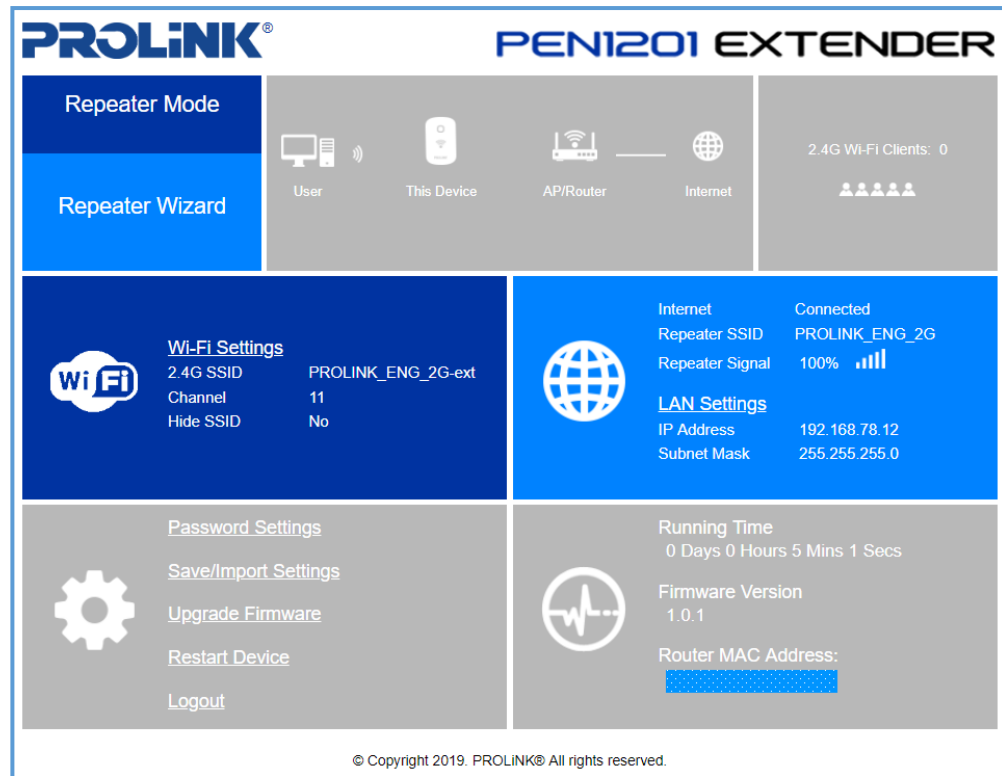 PROLiNK®
PEN1201 EXTENDER
Repeater Mode
Repeater Wizard
User
This Device
AP/Router
Internet
2.4G Wi-Fi Clients: 0
WiFi
Wi-Fi Settings
2.4G SSID PROLINK_ENG_2G-ext
Channel 11
Hide SSID No
Internet Connected
Repeater SSID PROLINK_ENG_2G
Repeater Signal 100%
LAN Settings
IP Address 192.168.78.12
Subnet Mask 255.255.255.0
Password Settings
Save/Import Settings
Upgrade Firmware
Restart Device
Logout
Running Time
0 Days 0 Hours 5 Mins 1 Secs
Firmware Version
1.0.1
Router MAC Address:
© Copyright 2019. PROLiNK® All rights reserved.